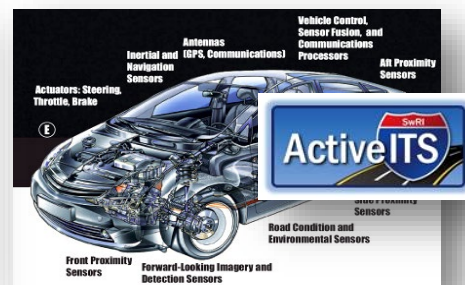 Vehicle Control,
Sensor Fusion, and
Communications
Processors
Antennas
(GPS, Communications)
Inertial and
Navigation
Sensors
Aft Proximity
Sensors
Actuators: Steering,
Throttle, Brake
E
SwRI
ActiveITS
Side Proximity
Sensors
Road Condition and
Environmental Sensors
Front Proximity
Sensors
Forward-Looking Imagery and
Detection Sensors